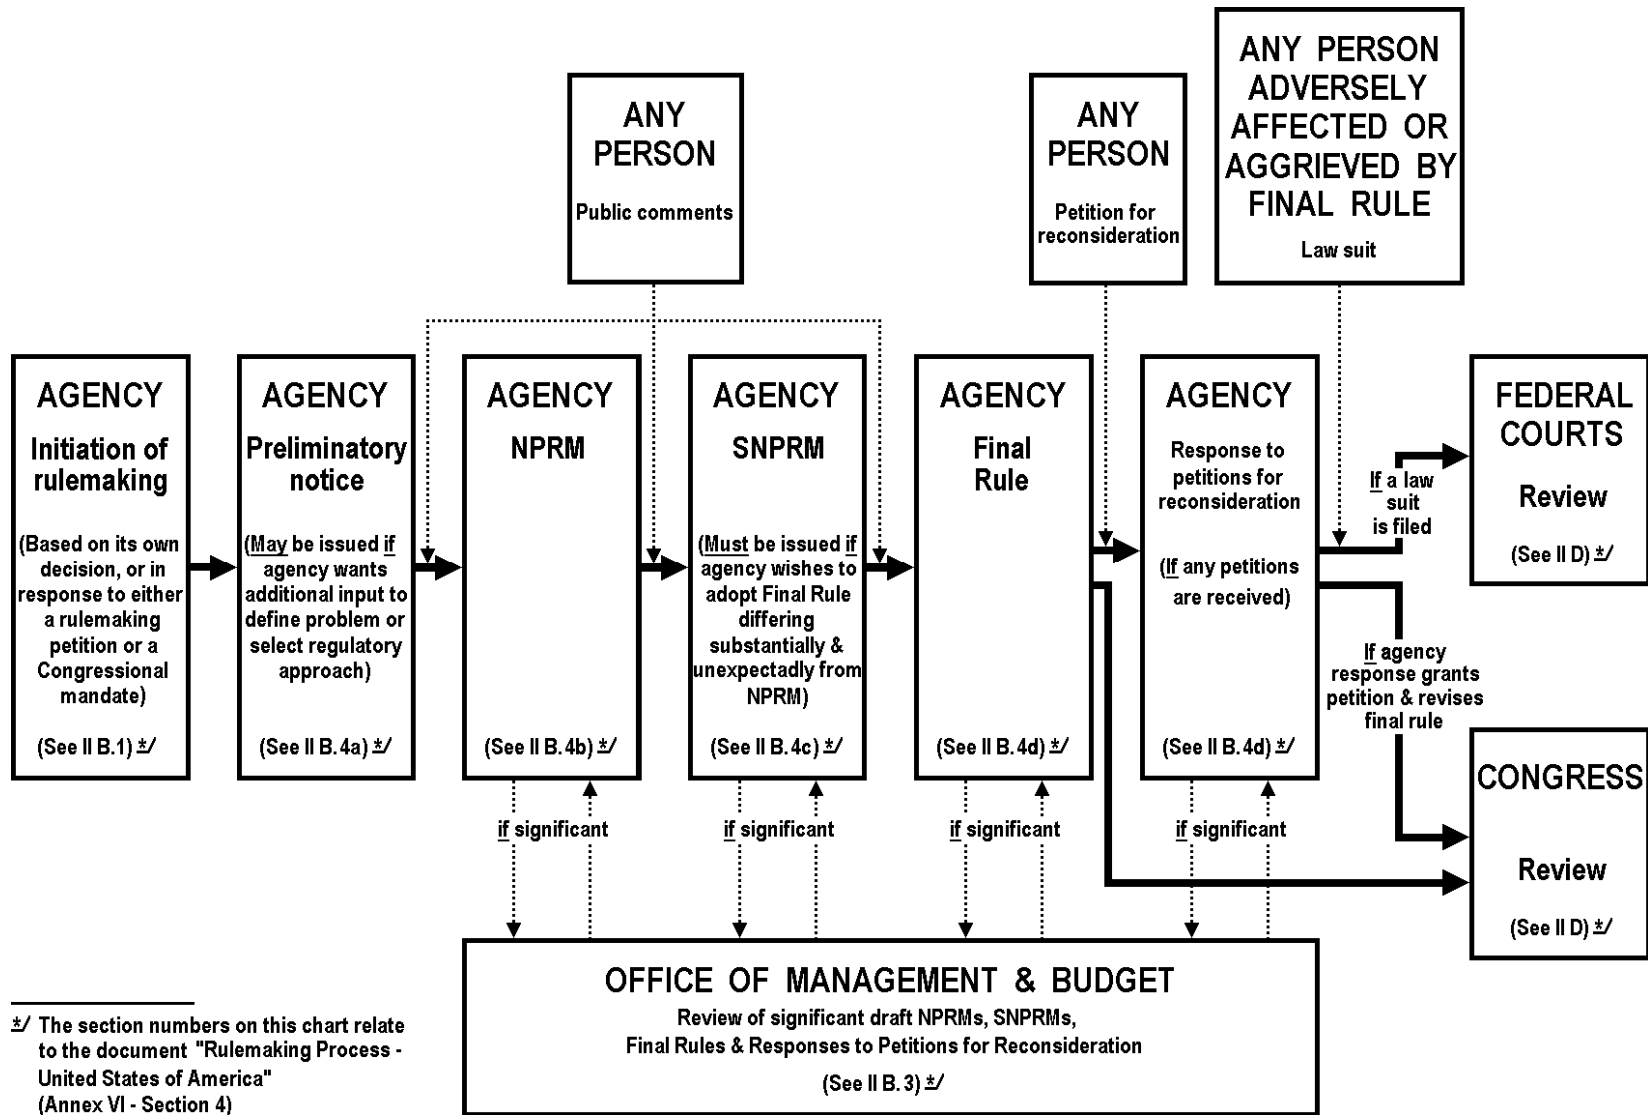 ANY
PERSON
Public comments
ANY
PERSON
Petition for
reconsideration
ANY PERSON
ADVERSELY
AFFECTED OR
AGGRIEVED BY
FINAL RULE
Law suit
AGENCY
Initiation of
rulemaking
(Based on its own
decision, or in
response to either
a rulemaking
petition or a
Congressional
mandate)
(See II B.1) */
AGENCY
Preliminatory
notice
(May be issued if
agency wants
additional input to
define problem or
select regulatory
approach)
(See II B. 4a) */
AGENCY
NPRM
(See II B. 4b) */
AGENCY
SNPRM
(Must be issued if
agency wishes to
adopt Final Rule
differing
substantially &
unexpectadly from
NPRM)
(See II B. 4c) */
AGENCY
Final
Rule
(See II B. 4d) */
AGENCY
Response to
petitions for
reconsideration
(If any petitions
are received)
(See II B. 4d) */
If a law
suit
is filed
If agency
response grants
petition & revises
final rule
FEDERAL
COURTS
Review
(See II D) */
CONGRESS
Review
(See II D) */
if significant
if significant
if significant
if significant
OFFICE OF MANAGEMENT & BUDGET
Review of significant draft NPRMs, SNPRMs,
Final Rules & Responses to Petitions for Reconsideration
(See II B. 3) */
*/ The section numbers on this chart relate
to the document "Rulemaking Process -
United States of America"
(Annex VI - Section 4)